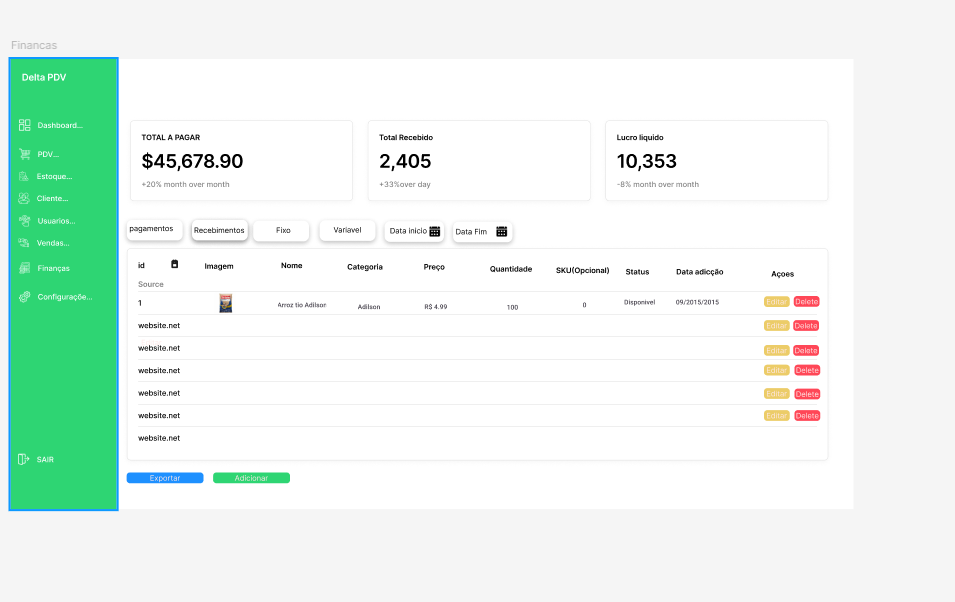 Financas
Delta PDV
Dashboard...
PDV...
Estoque...
Cliente...
Usuarios...
Vendas...
Finanças
Configuraçõe...
SAIR
TOTAL A PAGAR
$45,678.90
+20% month over month
Total Recebido
2,405
+33%over day
Lucro liquido
10,353
-8% month over month
pagamentos Recebimentos Fixo Variavel Data inicio Data Fim
id Imagem Nome Categoria Preço Quantidade SKU(Opcional) Status Data adicção Açoes
Source
1 Arroz tio Adilson Adilson R$ 4.99 100 0 Disponivel 09/2015/2015 Editar Delete
website.net Editar Delete
website.net Editar Delete
website.net Editar Delete
website.net Editar Delete
website.net Editar Delete
website.net
Exportar Adicionar